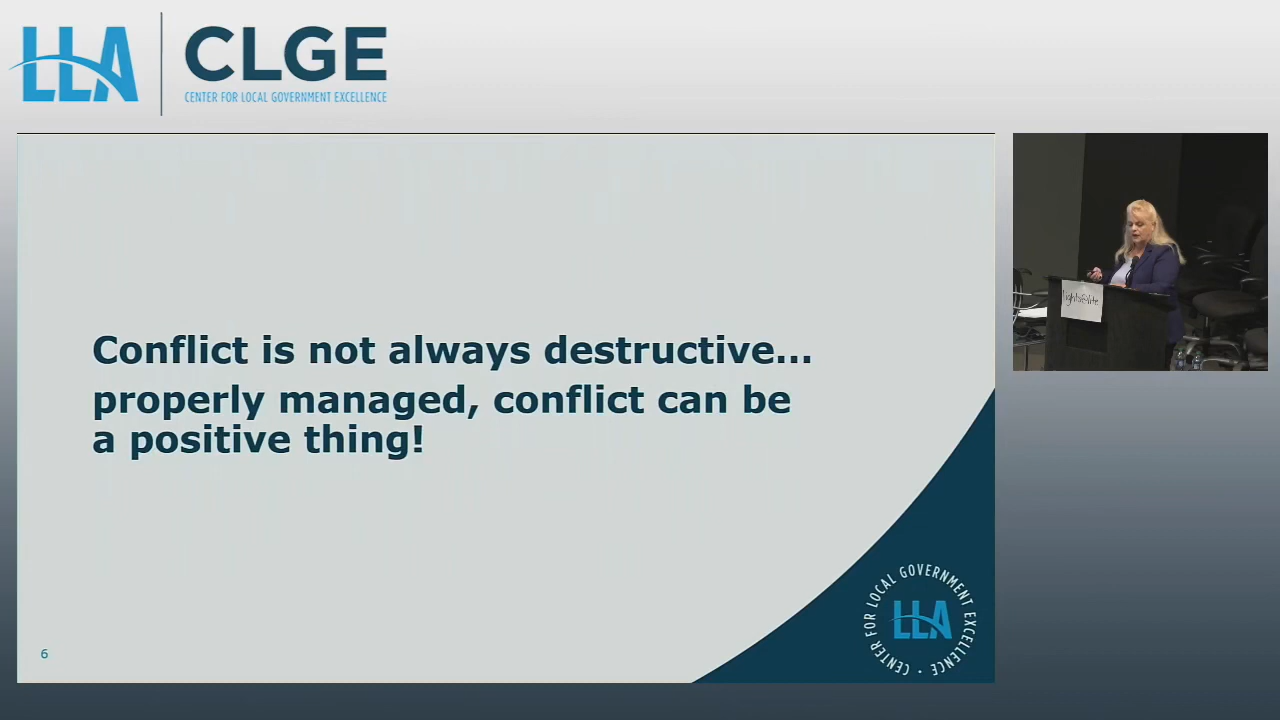 LLA
CLGE
CENTER FOR LOCAL GOVERNMENT EXCELLENCE
Conflict is not always destructive...
properly managed, conflict can be
a positive thing!
6
CENTER FOR LOCAL GOVERNMENT EXCELLENCE
LLA